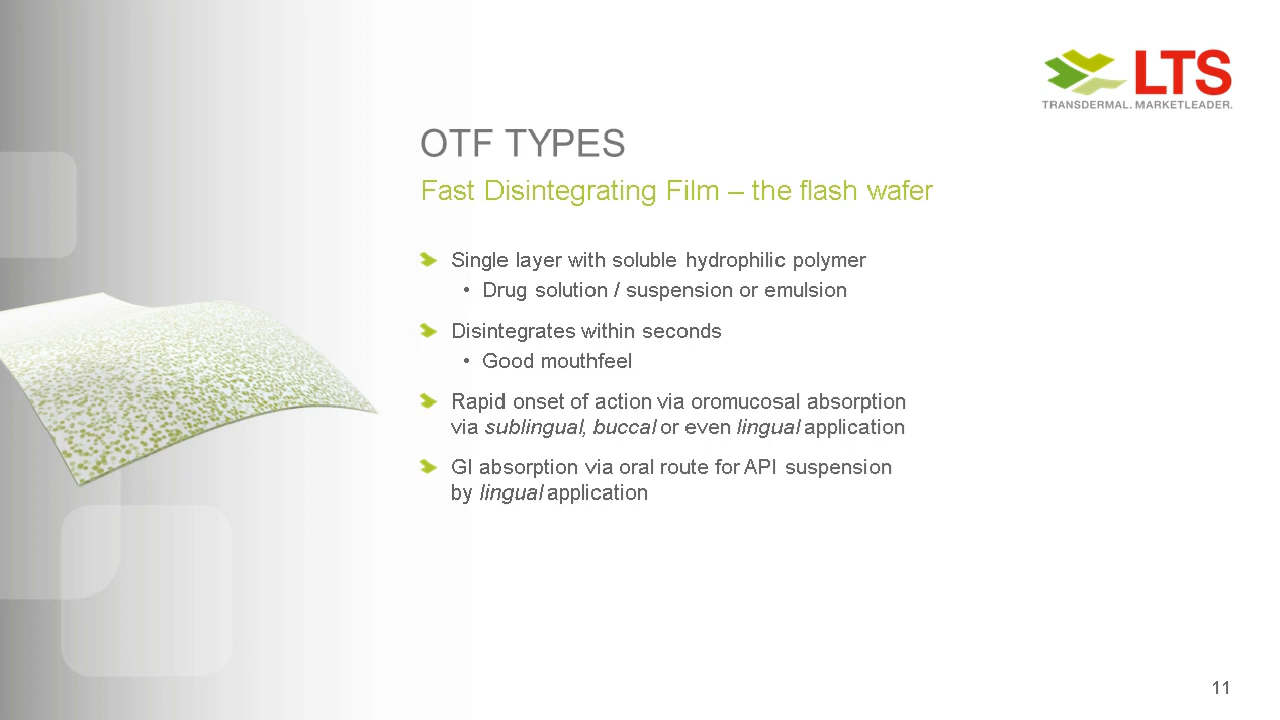 LTS
TRANSDERMAL. MARKETLEADER.
OTF TYPES
Fast Disintegrating Film – the flash wafer
Single layer with soluble hydrophilic polymer
• Drug solution / suspension or emulsion
Disintegrates within seconds
• Good mouthfeel
Rapid onset of action via oromucosal absorption
via sublingual, buccal or even lingual application
GI absorption via oral route for API suspension
by lingual application
11